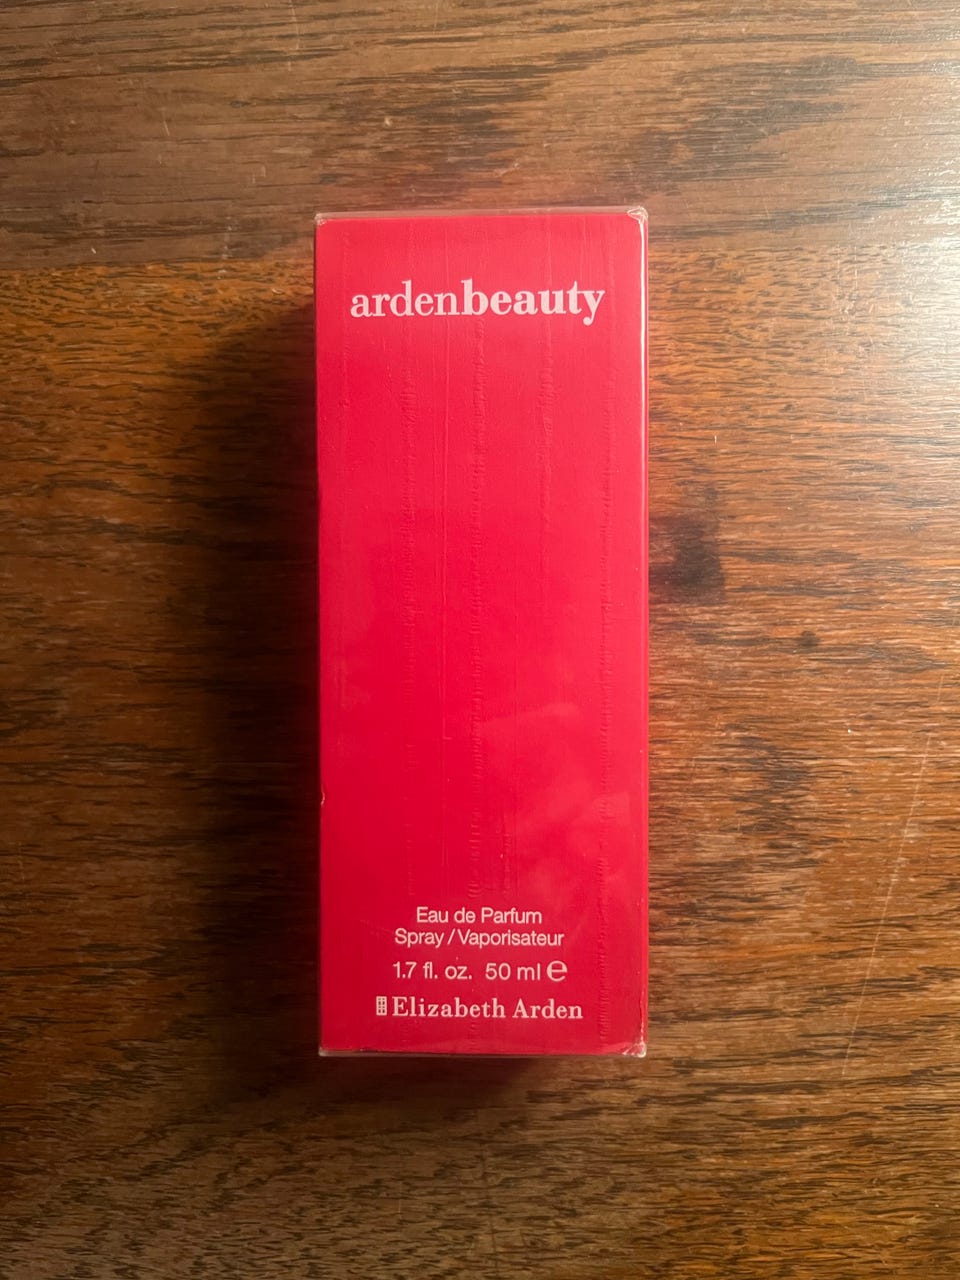 ardenbeauty
Eau de Parfum
Spray / Vaporisateur
1.7 fl. oz. 50 ml ℮
Elizabeth Arden